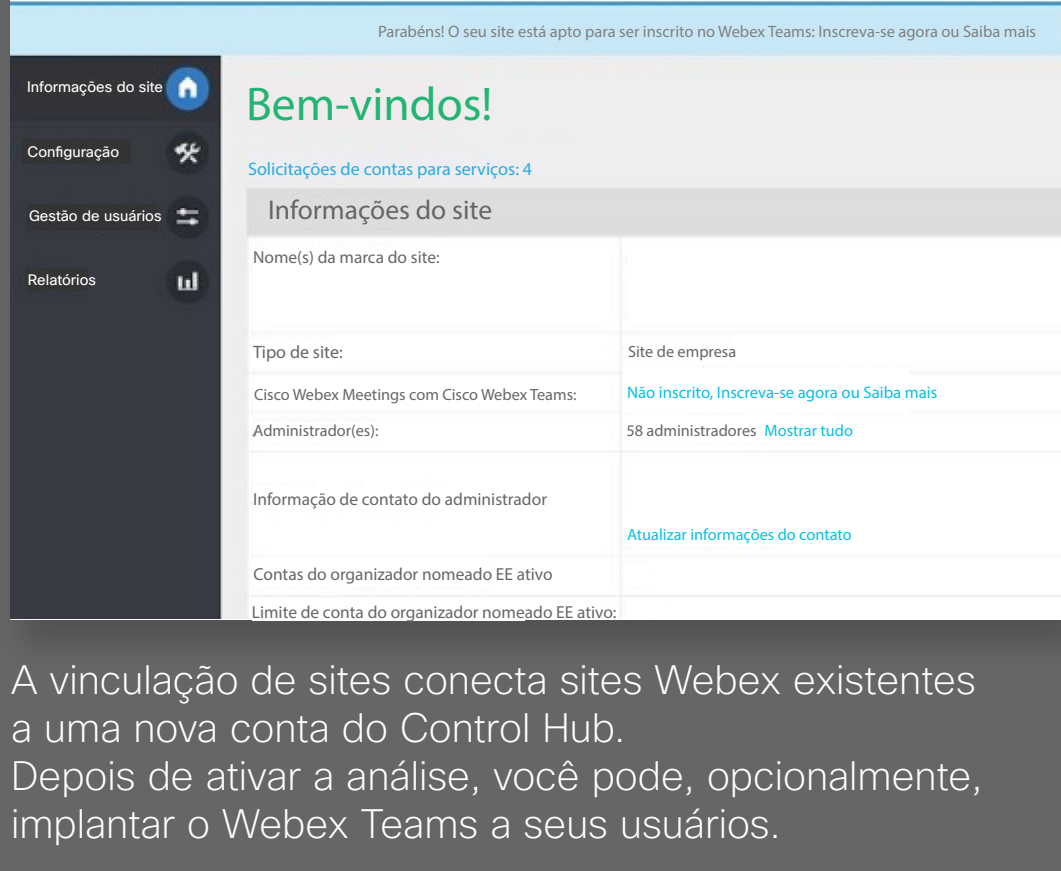 Parabéns! O seu site está apto para ser inscrito no Webex Teams: Inscreva-se agora ou Saiba mais
Informações do site
Configuração
Gestão de usuários
Relatórios
Bem-vindos!
Solicitações de contas para serviços: 4
Informações do site
Nome(s) da marca do site:
Tipo de site: Site de empresa
Cisco Webex Meetings com Cisco Webex Teams: Não inscrito, Inscreva-se agora ou Saiba mais
Administrador(es): 58 administradores Mostrar tudo
Informação de contato do administrador
Atualizar informações do contato
Contas do organizador nomeado EE ativo
Limite de conta do organizador nomeado EE ativo:
A vinculação de sites conecta sites Webex existentes
a uma nova conta do Control Hub.
Depois de ativar a análise, você pode, opcionalmente,
implantar o Webex Teams a seus usuários.